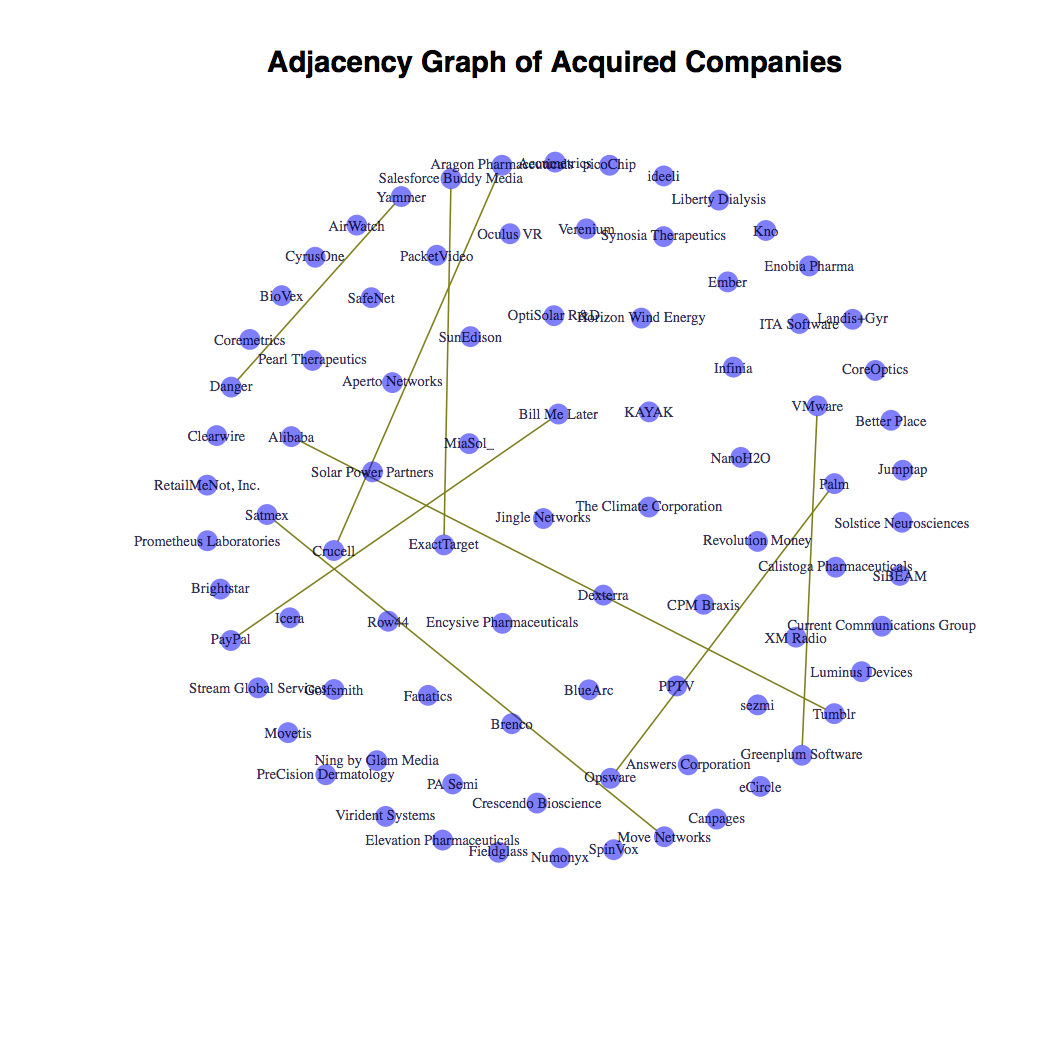 Adjacency Graph of Acquired Companies
Aragon Pharmaceuticals
Accumetrics
picoChip
Salesforce Buddy Media
ideeli
Yammer
Liberty Dialysis
AirWatch
Oculus VR
Verenium
Synosia Therapeutics
Kno
CyrusOne
PacketVideo
Enobia Pharma
Ember
BioVex
SafeNet
OptiSolar R&D
Horizon Wind Energy
ITA Software
Landis+Gyr
Coremetrics
SunEdison
Pearl Therapeutics
Infinia
CoreOptics
Danger
Aperto Networks
VMware
Bill Me Later
KAYAK
Better Place
Clearwire
Alibaba
MiaSol_
NanoH2O
Solar Power Partners
Jumptap
RetailMeNot, Inc.
Palm
Satmex
The Climate Corporation
Jingle Networks
Solstice Neurosciences
Prometheus Laboratories
Crucell
ExactTarget
Revolution Money
Calistoga Pharmaceuticals
SiBEAM
Brightstar
Dexterra
CPM Braxis
Icera
Row44
Encysive Pharmaceuticals
Current Communications Group
PayPal
XM Radio
Luminus Devices
Stream Global Services
Golfsmith
Fanatics
BlueArc
PPTV
sezmi
Tumblr
Brenco
Movetis
Greenplum Software
Ning by Glam Media
Answers Corporation
PreCision Dermatology
Opsware
PA Semi
eCircle
Crescendo Bioscience
Virident Systems
Canpages
Elevation Pharmaceuticals
Move Networks
Fieldglass
Numonyx
SpinVox